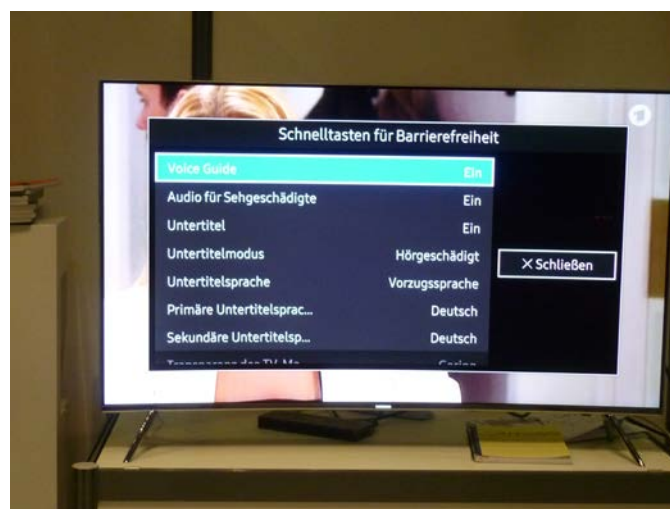 Schnelltasten für Barrierefreiheit
Voice Guide Ein
Audio für Sehgeschädigte Ein
Untertitel Ein
Untertitelmodus Hörgeschädigt
Untertitelsprache Vorzugssprache
Primäre Untertitelsprac... Deutsch
Sekundäre Untertitelsp... Deutsch
× Schließen